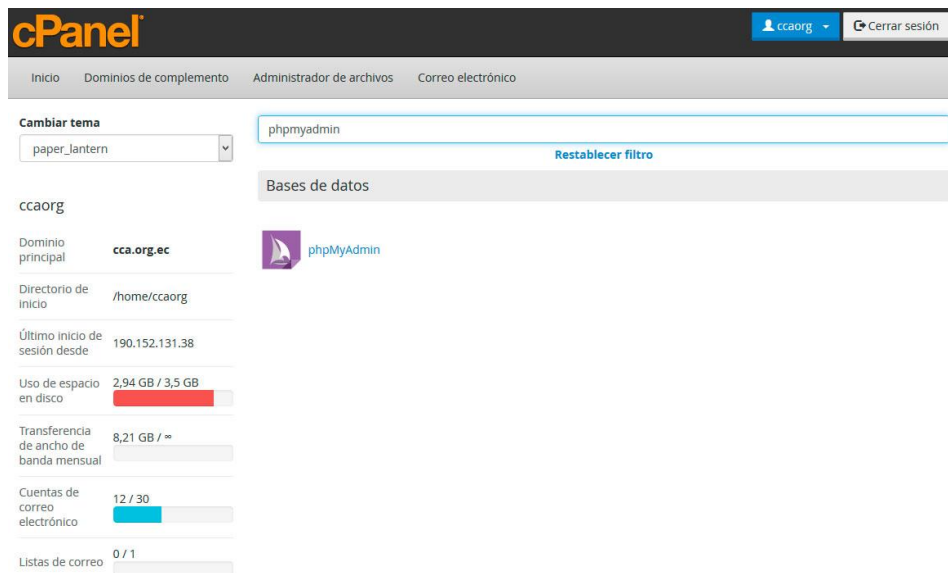 cPanel
ccaorg
Cerrar sesión
Inicio Dominios de complemento Administrador de archivos Correo electrónico
Cambiar tema
paper_lantern
phpmyadmin
Restablecer filtro
Bases de datos
phpMyAdmin
ccaorg
Dominio
principal
cca.org.ec
Directorio de
inicio
/home/ccaorg
Último inicio de
sesión desde
190.152.131.38
Uso de espacio
en disco
2,94 GB / 3,5 GB
Transferencia
de ancho de
banda mensual
8,21 GB / ∞
Cuentas de
correo
electrónico
12 / 30
Listas de correo
0 / 1